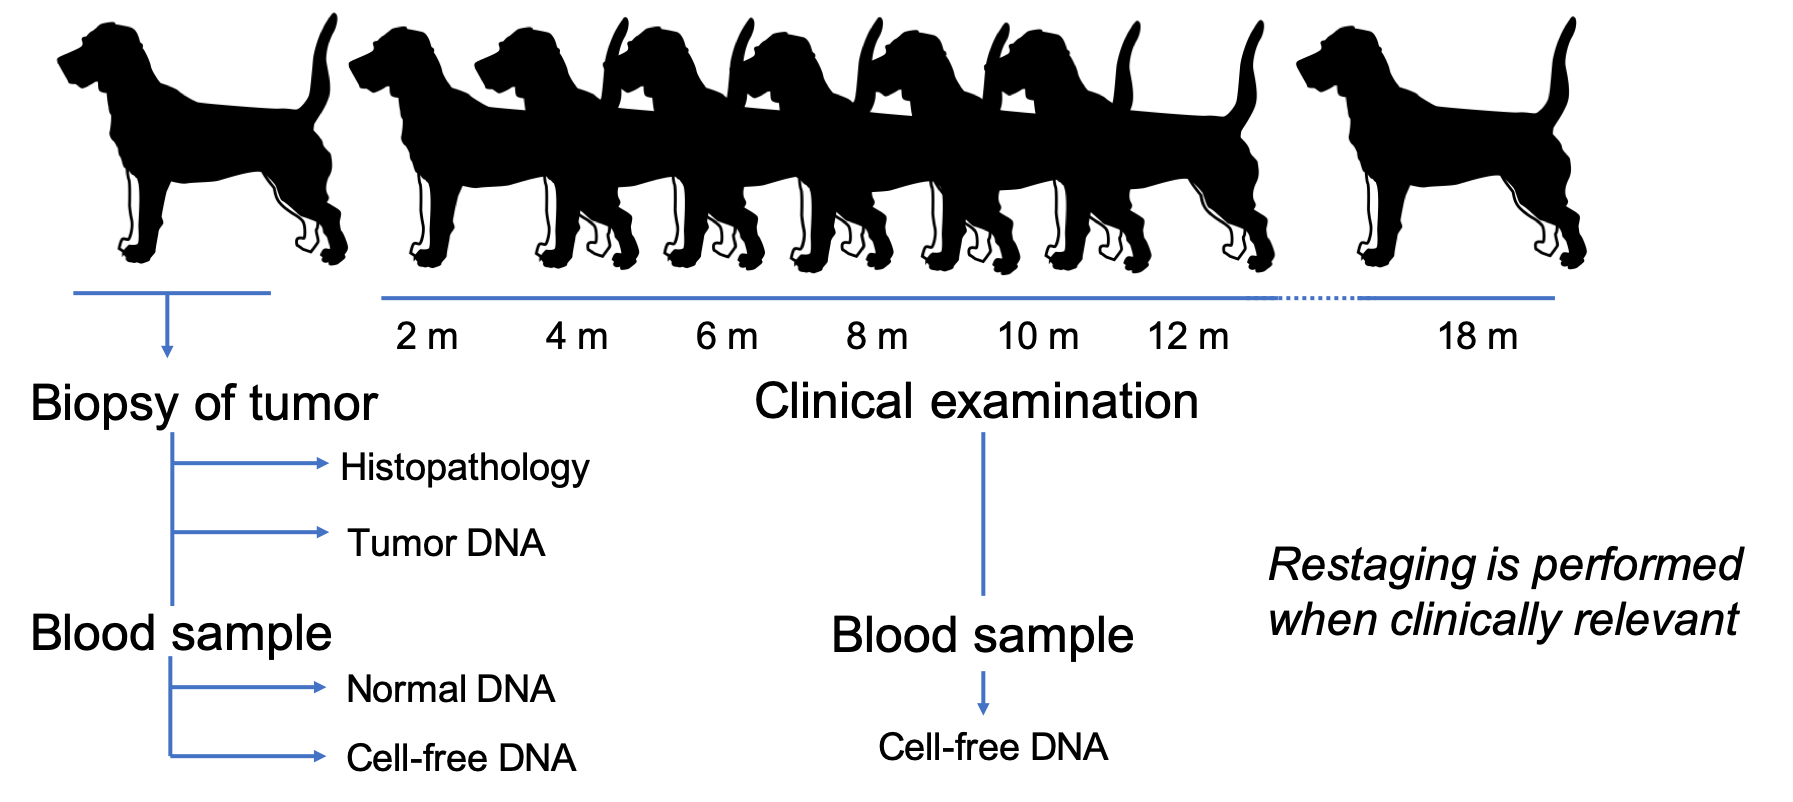 2 m 4 m 6 m 8 m 10 m 12 m 18 m
Biopsy of tumor
Histopathology
Tumor DNA
Blood sample
Normal DNA
Cell-free DNA
Clinical examination
Blood sample
Cell-free DNA
Restaging is performed
when clinically relevant